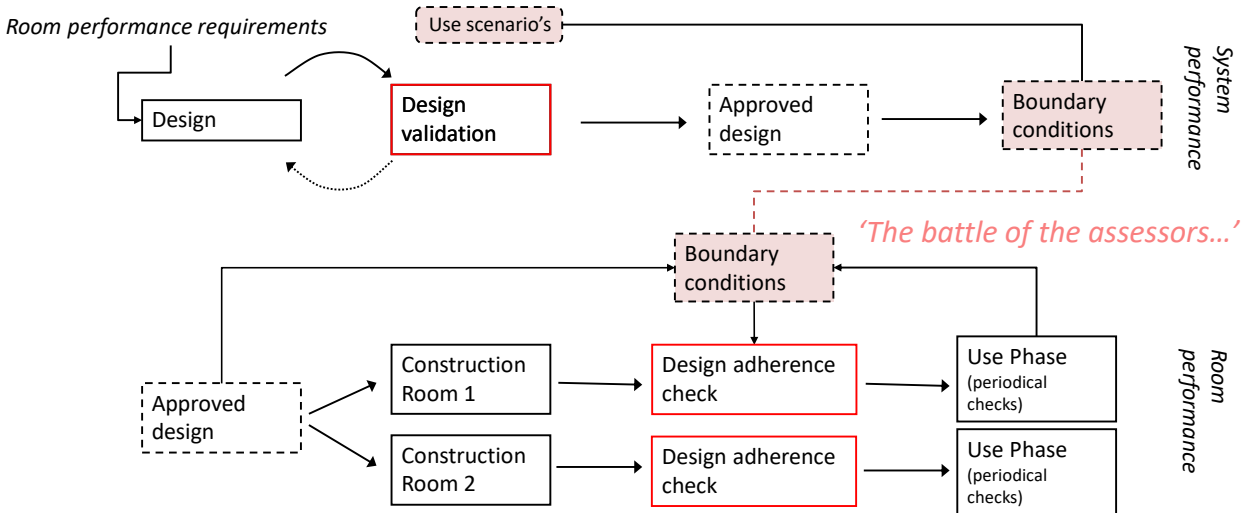 Room performance requirements
Use scenario's
Design
Design
validation
Approved
design
Boundary
conditions
System
performance
'The battle of the assessors...'
Boundary
conditions
Approved
design
Construction
Room 1
Design adherence
check
Use Phase
(periodical
checks)
Construction
Room 2
Design adherence
check
Use Phase
(periodical
checks)
Room
performance